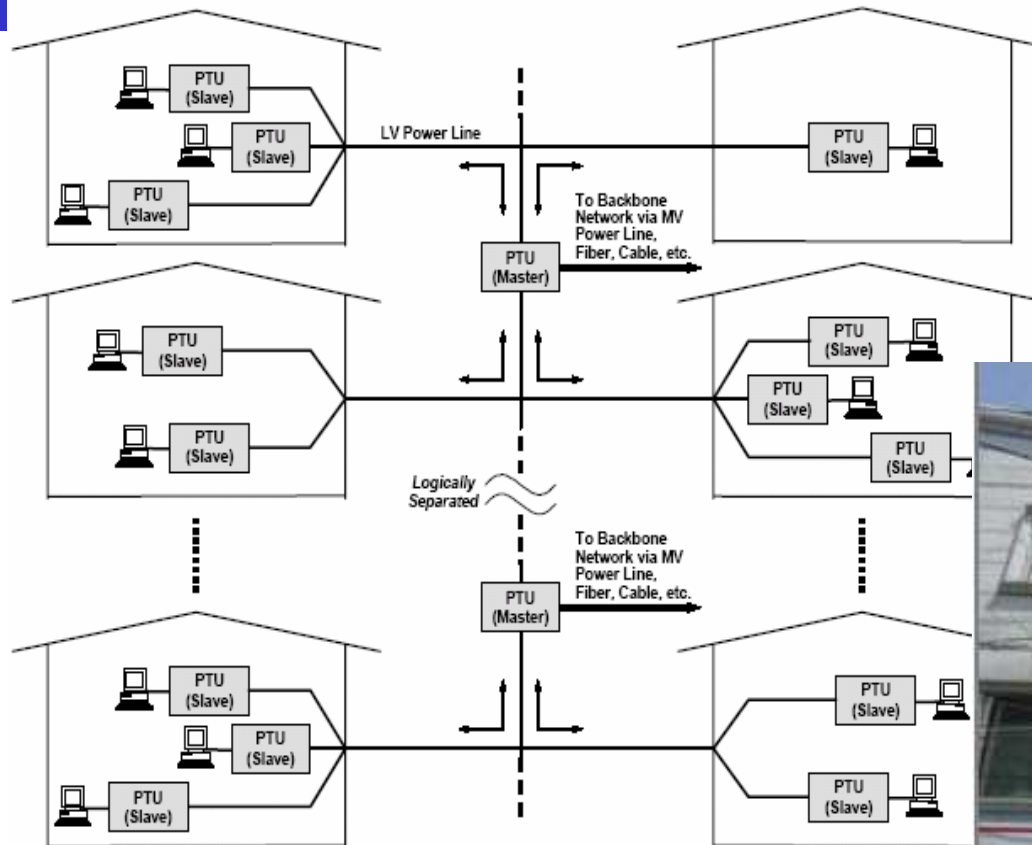 PTU
(Slave)
PTU
(Slave)
PTU
(Slave)
LV Power Line
PTU
(Slave)
To Backbone
Network via MV
Power Line,
Fiber, Cable, etc.
PTU
(Master)
PTU
(Slave)
PTU
(Slave)
PTU
(Slave)
PTU
(Slave)
PTU
(Slave)
Logically
Separated
To Backbone
Network via MV
Power Line,
Fiber, Cable, etc.
PTU
(Master)
PTU
(Slave)
PTU
(Slave)
PTU
(Slave)
PTU
(Slave)
PTU
(Slave)